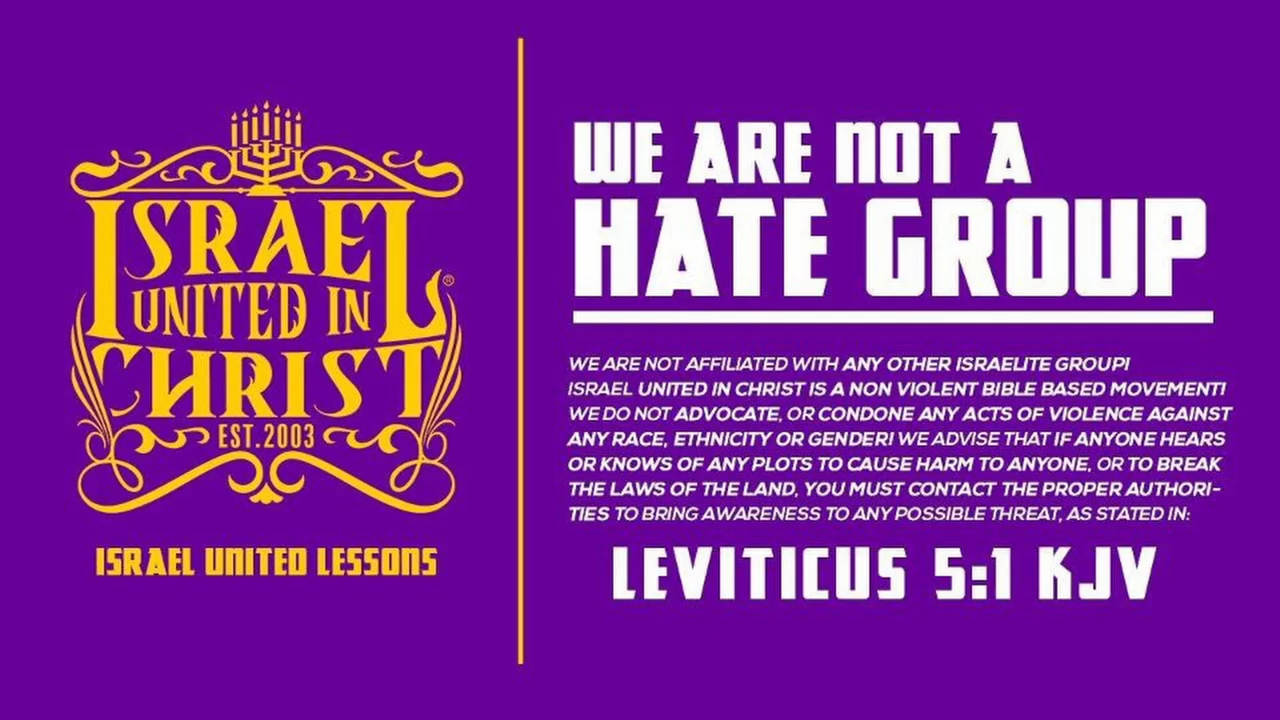 ISRAEL
UNITED IN
CHRIST
®
EST. 2003
ISRAEL UNITED LESSONS
WE ARE NOT A
HATE GROUP
WE ARE NOT AFFILIATED WITH ANY OTHER ISRAELITE GROUP!
ISRAEL UNITED IN CHRIST IS A NON VIOLENT BIBLE BASED MOVEMENT!
WE DO NOT ADVOCATE, OR CONDONE ANY ACTS OF VIOLENCE AGAINST
ANY RACE, ETHNICITY OR GENDER! WE ADVISE THAT IF ANYONE HEARS
OR KNOWS OF ANY PLOTS TO CAUSE HARM TO ANYONE, OR TO BREAK
THE LAWS OF THE LAND, YOU MUST CONTACT THE PROPER AUTHORI-
TIES TO BRING AWARENESS TO ANY POSSIBLE THREAT, AS STATED IN:
LEVITICUS 5:1 KJV